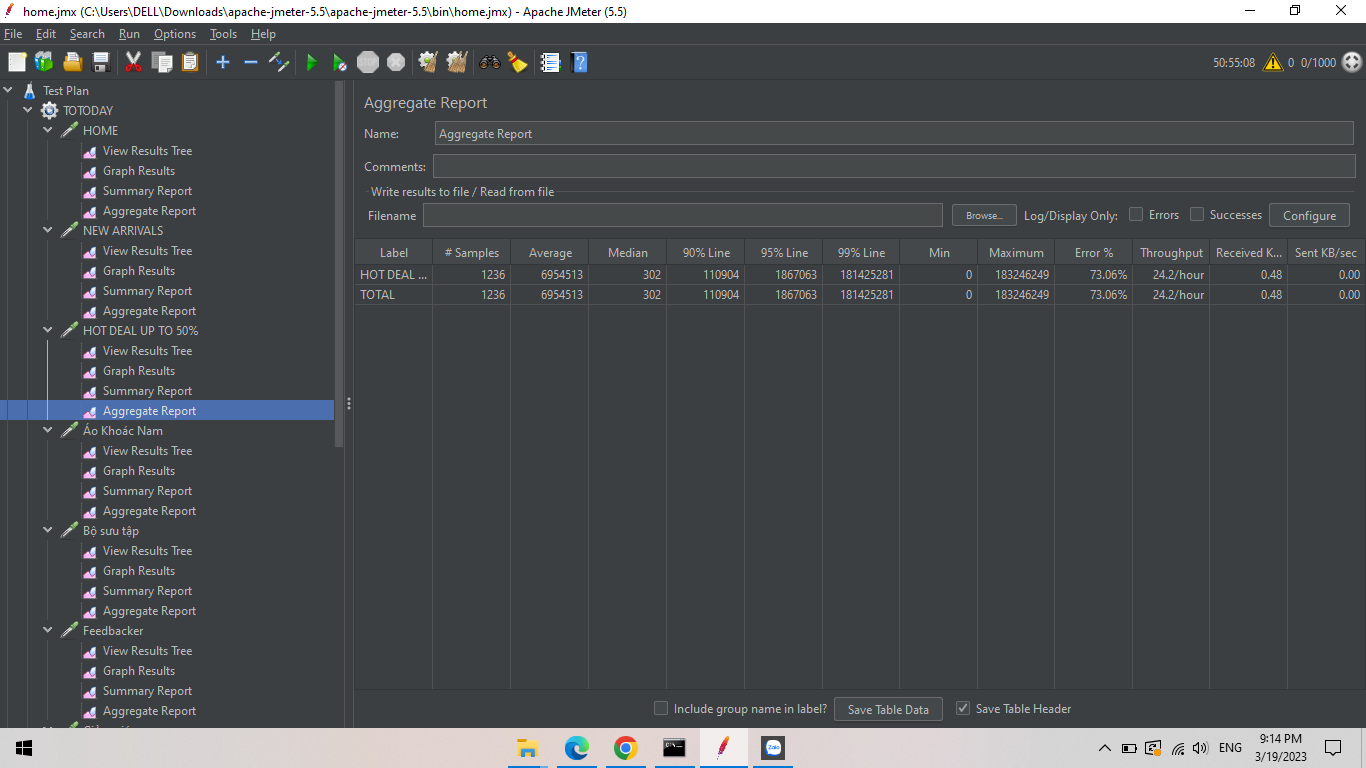 home.jmx (C:\Users\DELL\Downloads\apache-jmeter-5.5\apache-jmeter-5.5\bin\home.jmx) - Apache JMeter (5.5)
File Edit Search Run Options Tools Help
STOP 50:55:08 0 0/1000
Test Plan
TOTODAY
HOME
View Results Tree
Graph Results
Summary Report
Aggregate Report
NEW ARRIVALS
View Results Tree
Graph Results
Summary Report
Aggregate Report
HOT DEAL UP TO 50%
View Results Tree
Graph Results
Summary Report
Aggregate Report
Áo Khoác Nam
View Results Tree
Graph Results
Summary Report
Aggregate Report
Bộ sưu tập
View Results Tree
Graph Results
Summary Report
Aggregate Report
Feedbacker
View Results Tree
Graph Results
Summary Report
Aggregate Report
Aggregate Report
Name: Aggregate Report
Comments:
Write results to file / Read from file
Filename Browse... Log/Display Only: Errors Successes Configure
Label # Samples Average Median 90% Line 95% Line 99% Line Min Maximum Error % Throughput Received K... Sent KB/sec
HOT DEAL ... 1236 6954513 302 110904 1867063 181425281 0 183246249 73.06% 24.2/hour 0.48 0.00
TOTAL 1236 6954513 302 110904 1867063 181425281 0 183246249 73.06% 24.2/hour 0.48 0.00
Include group name in label? Save Table Data Save Table Header
Zalo ENG 9:14 PM
3/19/2023